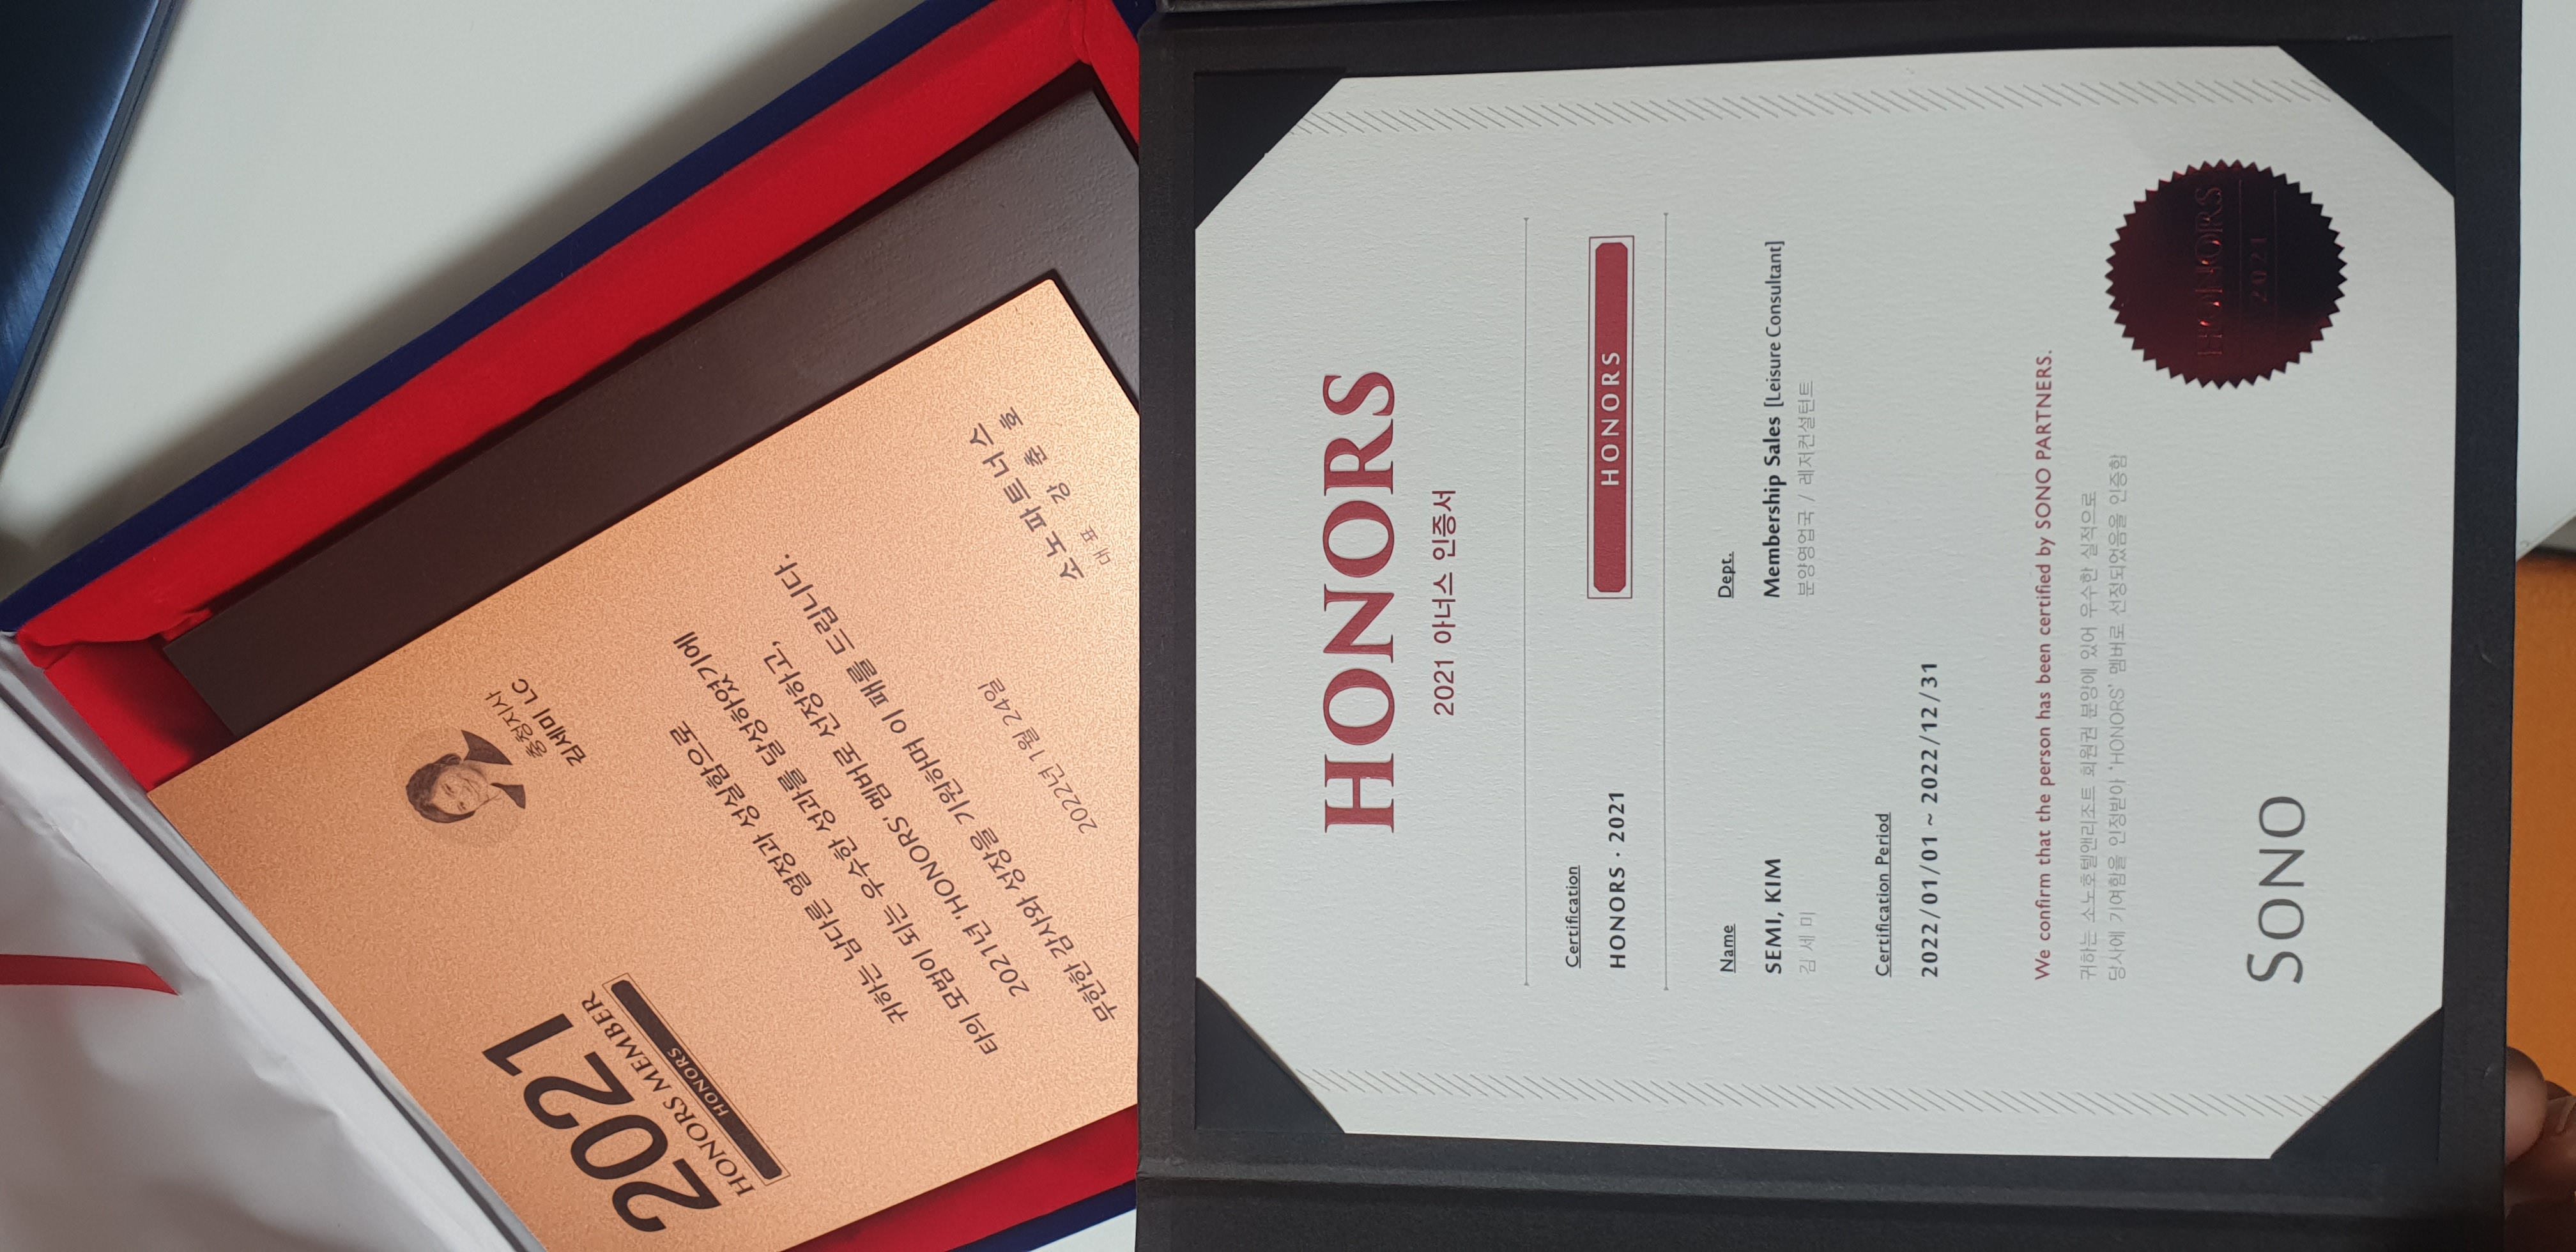 2021
HONORS MEMBER
HONORS
충청지사
김세미 LC
귀하는 남다른 열정과 성실함으로
타의 모범이 되는 우수한 성과를 달성하였기에
2021년 'HONORS' 멤버로 선정하고,
무한한 감사와 성장을 기원하며 이 패를 드립니다.
2022년 1월 24일
소노파트너스
대표 강 춘 호
HONORS
2021 아너스 인증서
Certification
HONORS · 2021
HONORS
Name
SEMI, KIM
김 세 미
Dept.
Membership Sales [Leisure Consultant]
분양영업국 / 레저컨설턴트
Certification Period
2022/01/01 ~ 2022/12/31
We confirm that the person has been certified by SONO PARTNERS.
귀하는 소노호텔앤리조트 회원권 분양에 있어 우수한 실적으로
당사에 기여함을 인정받아 'HONORS' 멤버로 선정되었음을 인증함
SONO
HONORS
2021